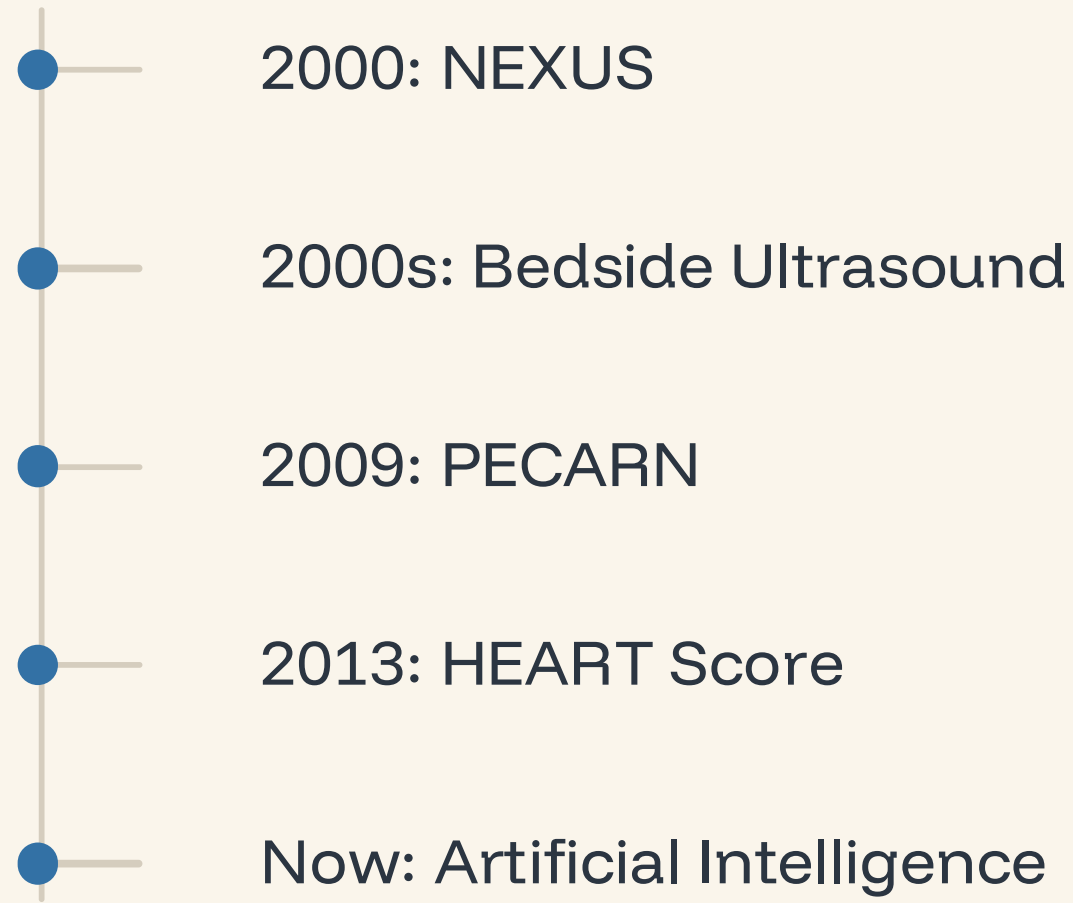 2000: NEXUS
2000s: Bedside Ultrasound
2009: PECARN
2013: HEART Score
Now: Artificial Intelligence